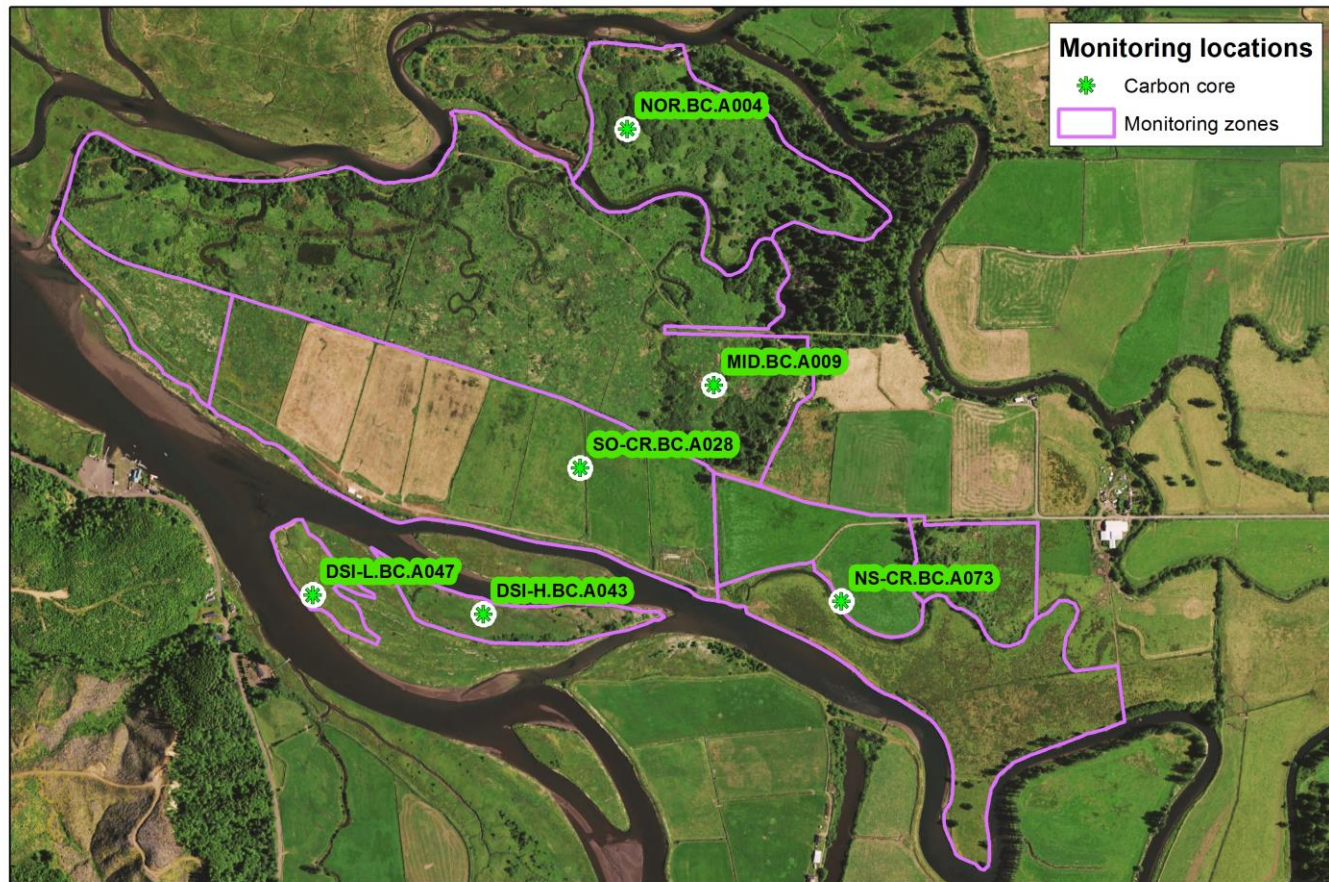 Monitoring locations
Carbon core
Monitoring zones
NOR.BC.A004
MID.BC.A009
SO-CR.BC.A028
DSI-L.BC.A047
DSI-H.BC.A043
NS-CR.BC.A073